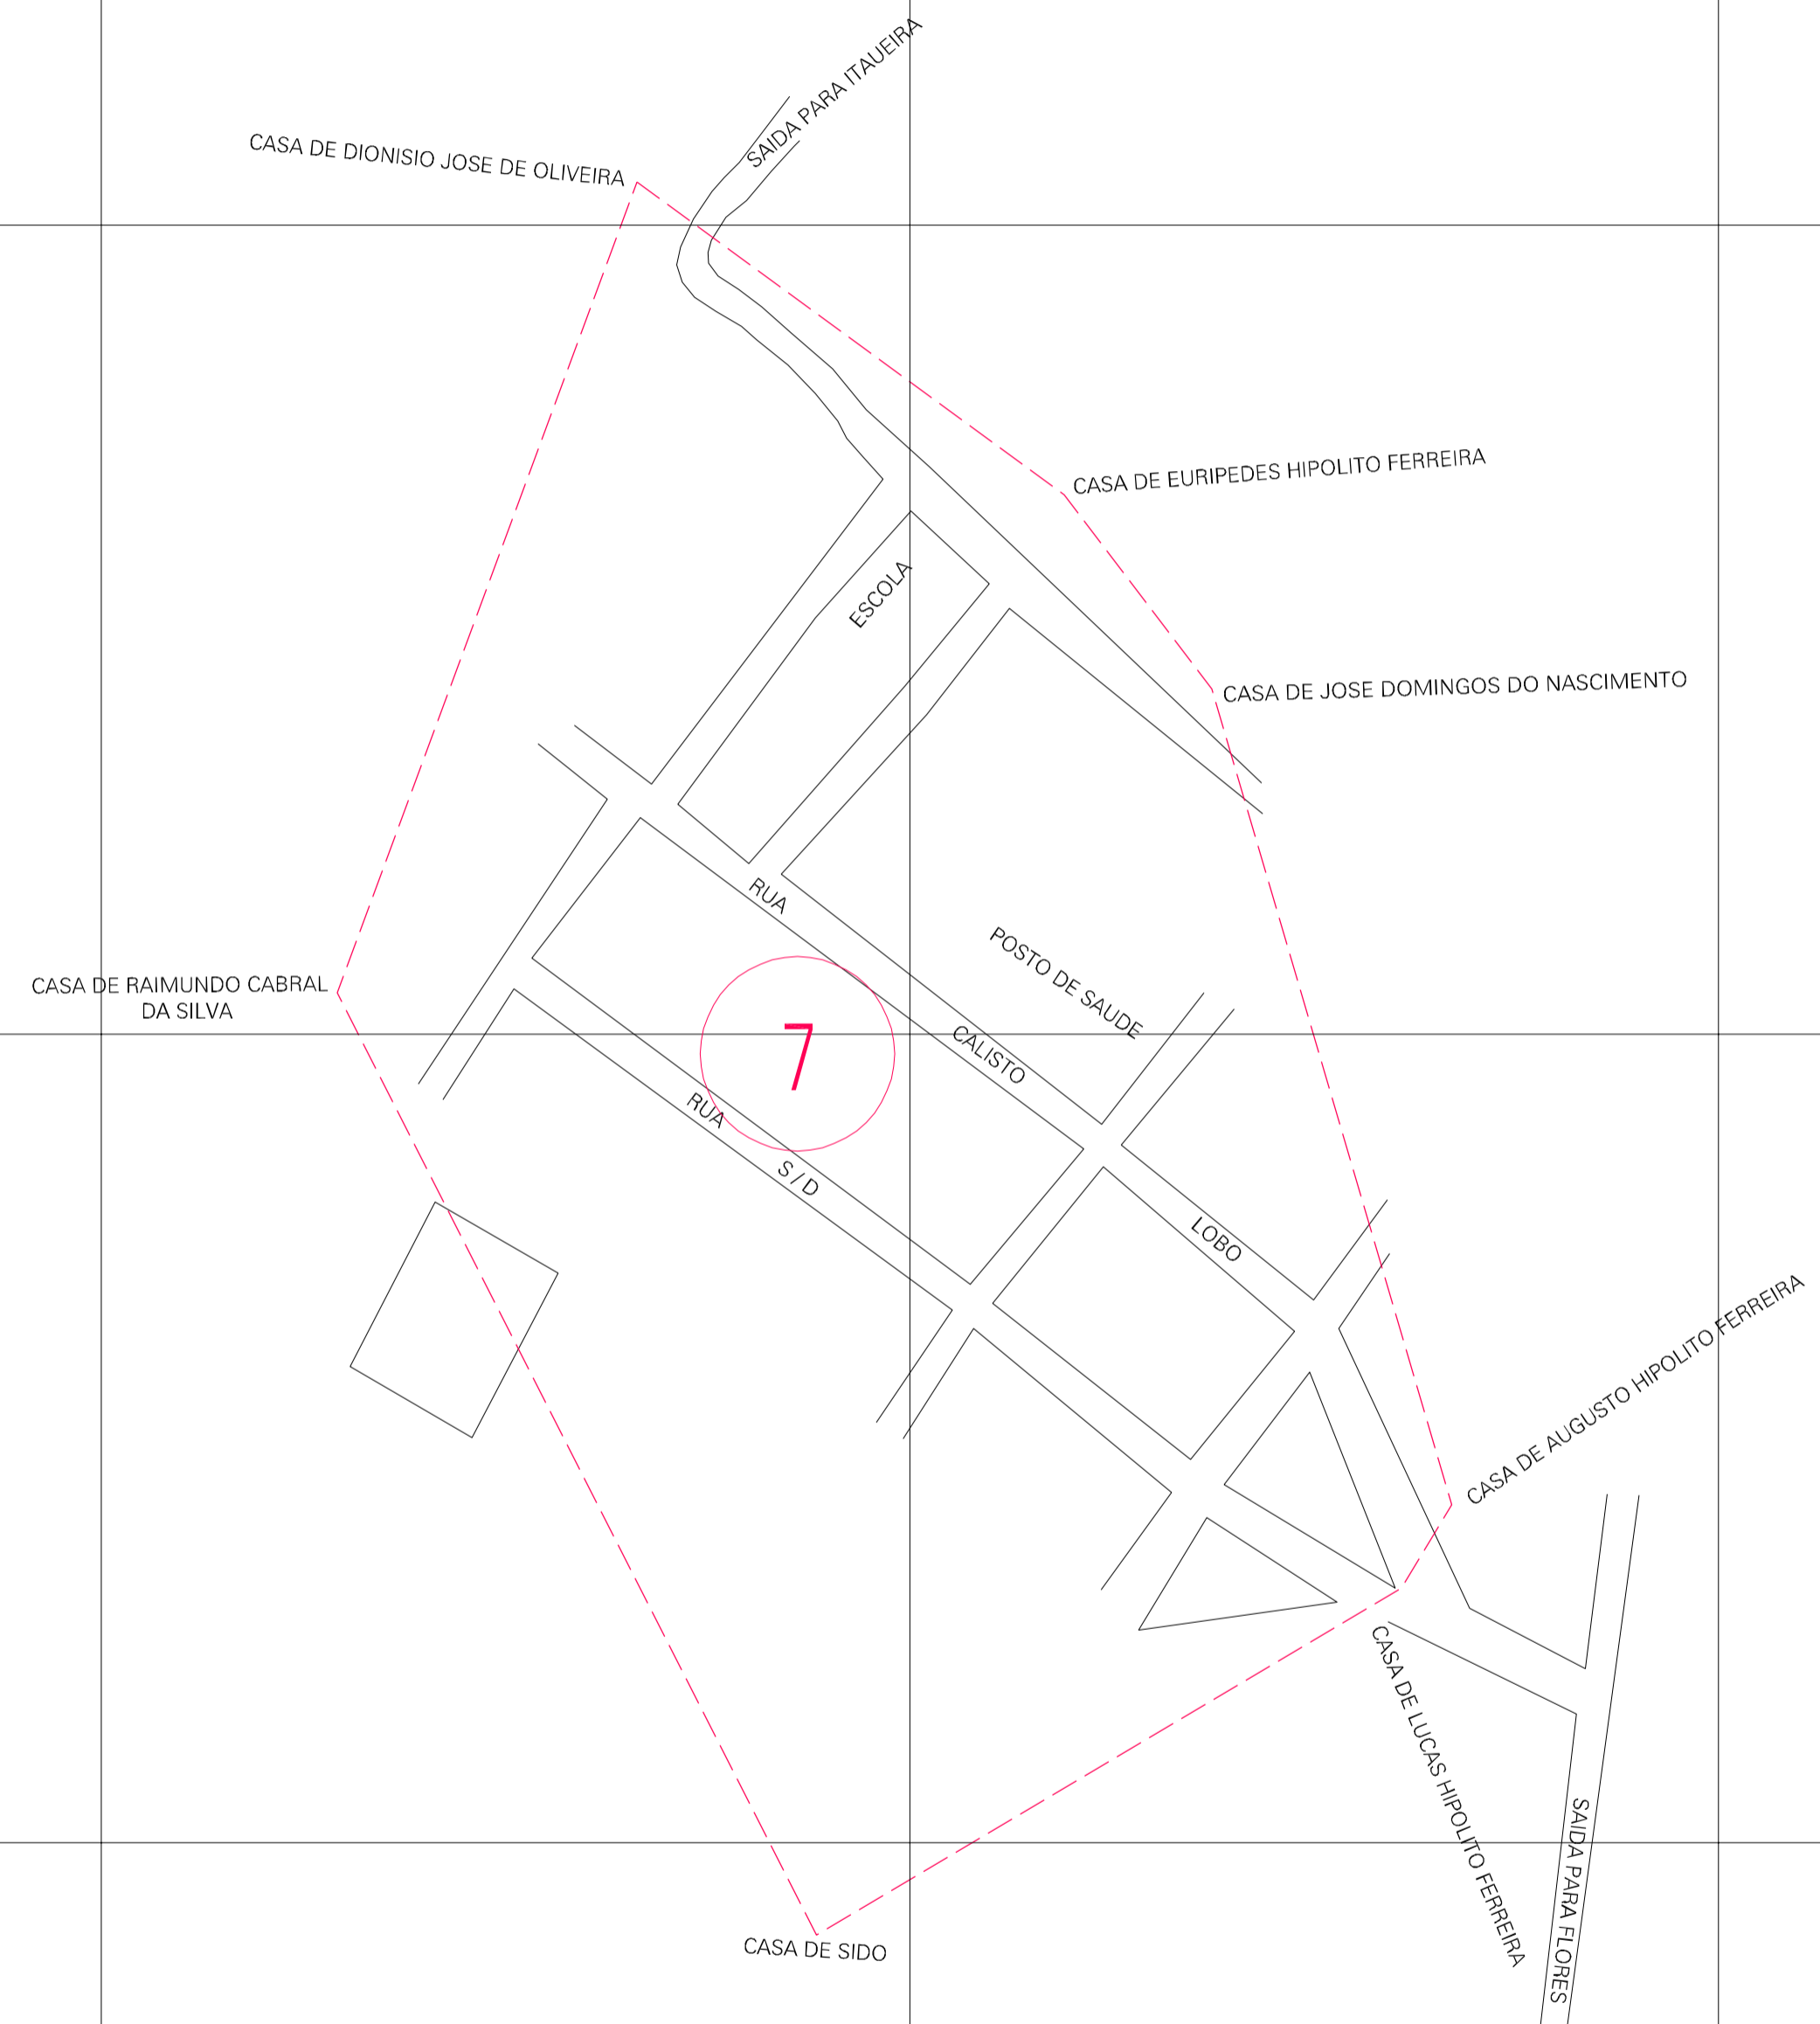 SAIDA PARA ITAUEIRA
CASA DE DIONISIO JOSE DE OLIVEIRA
CASA DE EURIPEDES HIPOLITO FERREIRA
ESCOLA
CASA DE JOSE DOMINGOS DO NASCIMENTO
RUA CALISTO LOBO
POSTO DE SAUDE
CASA DE RAIMUNDO CABRAL
DA SILVA
7
RUA S/D
CASA DE AUGUSTO HIPOLITO FERREIRA
CASA DE LUCAS HIPOLITO FERREIRA
SAIDA PARA FLORES
CASA DE SIDO